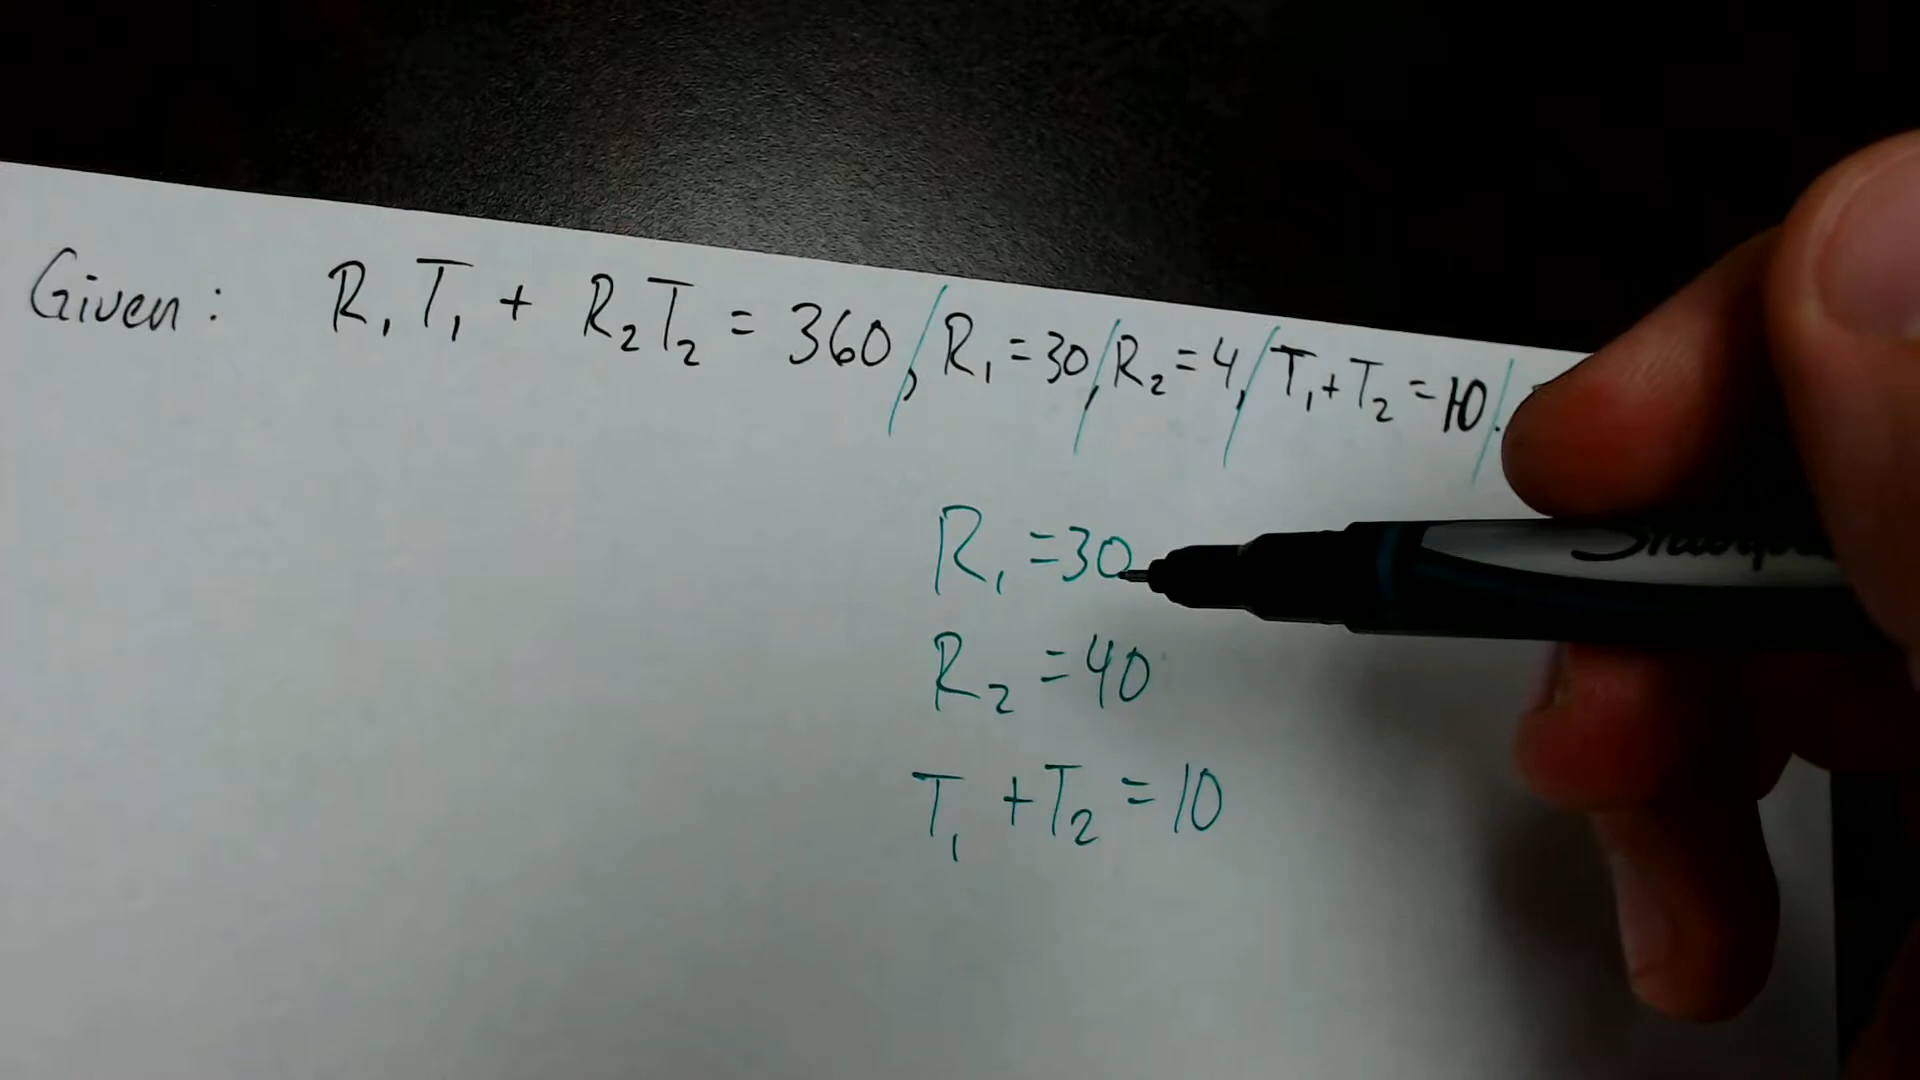 Given: R₁T₁ + R₂T₂ = 360, R₁ = 30, R₂ = 4, T₁ + T₂ = 10.
R₁ = 30
R₂ = 40
T₁ + T₂ = 10